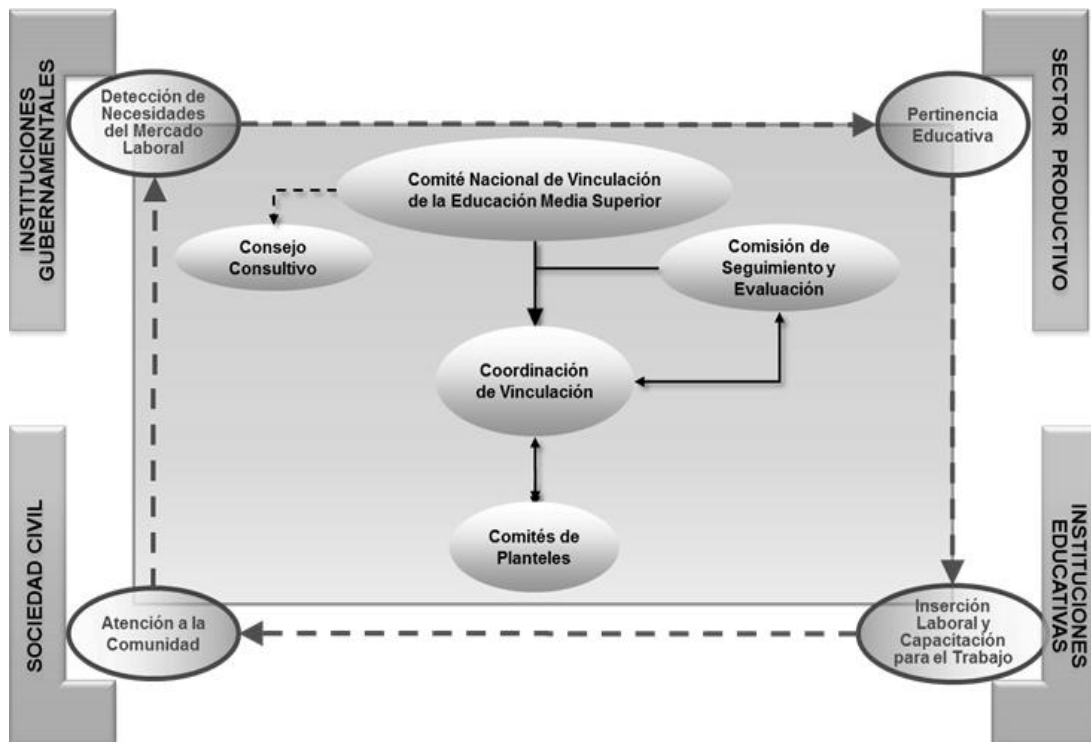 INSTITUCIONES
GUBERNAMENTALES
Detección de
Necesidades
del Mercado
Laboral
Pertinencia
Educativa
SECTOR PRODUCTIVO
Comité Nacional de Vinculación
de la Educación Media Superior
Consejo
Consultivo
Comisión de
Seguimiento y
Evaluación
Coordinación
de Vinculación
Comités de
Planteles
SOCIEDAD CIVIL
Atención a la
Comunidad
Inserción
Laboral y
Capacitación
para el Trabajo
INSTITUCIONES
EDUCATIVAS